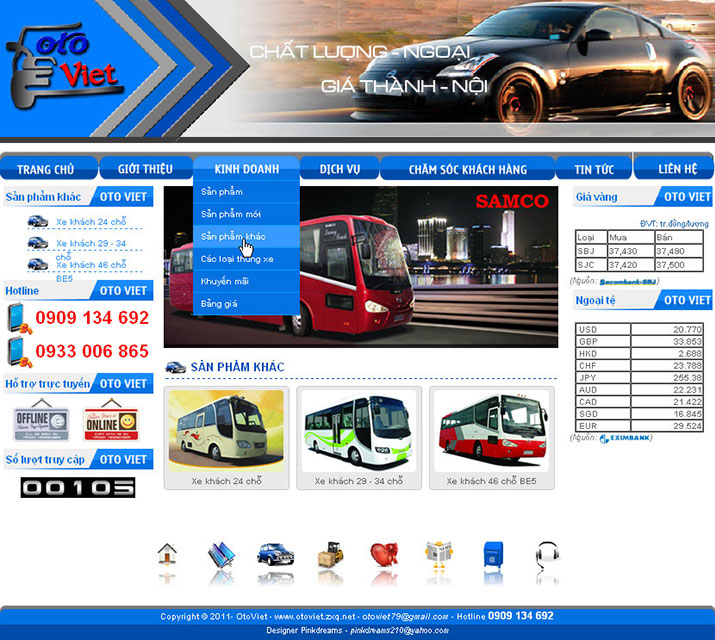 oto
Viet
CHẤT LƯỢNG - NGOẠI
GIÁ THÀNH - NỘI
TRANG CHỦ
GIỚI THIỆU
KINH DOANH
DỊCH VỤ
CHĂM SÓC KHÁCH HÀNG
TIN TỨC
LIÊN HỆ
Sản phẩm khác
OTO VIET
Xe khách 24 chỗ
Xe khách 29 - 34
chỗ
Xe khách 46 chỗ
BE5
Hotline
OTO VIET
0909 134 692
0933 006 865
Hỗ trợ trực tuyến
OTO VIET
OFFLINE
ONLINE
Số lượt truy cập
OTO VIET
00105
Sản phẩm
Sản phẩm mới
Sản phẩm khác
Các loại thùng xe
Khuyến mãi
Bảng giá
SAMCO
SẢN PHẨM KHÁC
Xe khách 24 chỗ
Xe khách 29 - 34 chỗ
Xe khách 46 chỗ BE5
Giá vàng
OTO VIET
ĐVT: tr.đồng/lượng
Loại Mua Bán
SBJ 37,430 37,490
SJC 37,420 37,500
(Nguồn: Sacombank-SBJ)
Ngoại tệ
OTO VIET
USD 20.770
GBP 33.853
HKD 2.688
CHF 23.788
JPY 255.38
AUD 22.231
CAD 21.422
SGD 16.845
EUR 29.524
(Nguồn: EXIMBANK)
Copyright © 2011- OtoViet - www.otoviet.zxq.net - otoviet79@gmail.com - Hotline 0909 134 692
Designer Pinkdreams - pinkdreams210@yahoo.com